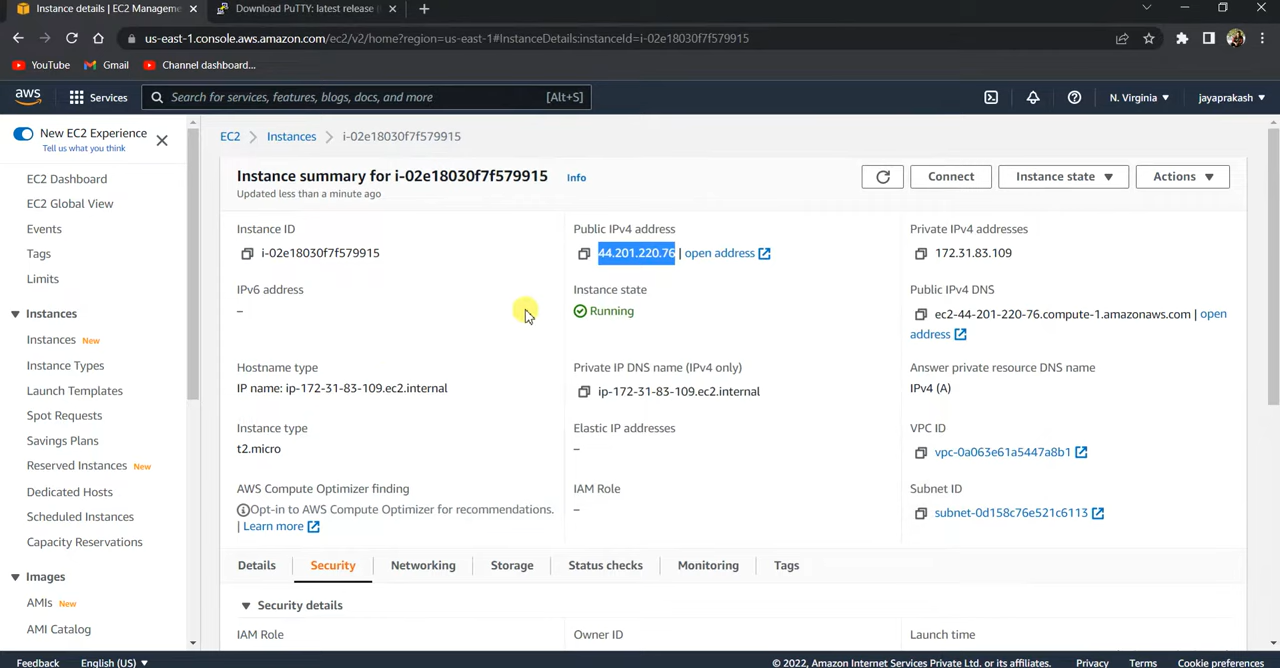 Instance details | EC2 Manageme
Download PuTTY: latest release
us-east-1.console.aws.amazon.com/ec2/v2/home?region=us-east-1#InstanceDetails:instanceId=i-02e18030f7f579915
YouTube
Gmail
Channel dashboard...
aws
Services
Search for services, features, blogs, docs, and more
[Alt+S]
N. Virginia
jayaprakash
New EC2 Experience
Tell us what you think
EC2 Dashboard
EC2 Global View
Events
Tags
Limits
Instances
Instances New
Instance Types
Launch Templates
Spot Requests
Savings Plans
Reserved Instances New
Dedicated Hosts
Scheduled Instances
Capacity Reservations
Images
AMIs New
AMI Catalog
EC2 > Instances > i-02e18030f7f579915
Instance summary for i-02e18030f7f579915 Info
Updated less than a minute ago
Connect
Instance state
Actions
Instance ID
i-02e18030f7f579915
Public IPv4 address
44.201.220.76 | open address
Private IPv4 addresses
172.31.83.109
IPv6 address
–
Instance state
Running
Public IPv4 DNS
ec2-44-201-220-76.compute-1.amazonaws.com | open
address
Hostname type
IP name: ip-172-31-83-109.ec2.internal
Private IP DNS name (IPv4 only)
ip-172-31-83-109.ec2.internal
Answer private resource DNS name
IPv4 (A)
Instance type
t2.micro
Elastic IP addresses
–
VPC ID
vpc-0a063e61a5447a8b1
AWS Compute Optimizer finding
Opt-in to AWS Compute Optimizer for recommendations.
| Learn more
IAM Role
–
Subnet ID
subnet-0d158c76e521c6113
Details
Security
Networking
Storage
Status checks
Monitoring
Tags
Security details
IAM Role
Owner ID
Launch time
Feedback
English (US)
© 2022, Amazon Internet Services Private Ltd. or its affiliates.
Privacy
Terms
Cookie preferences